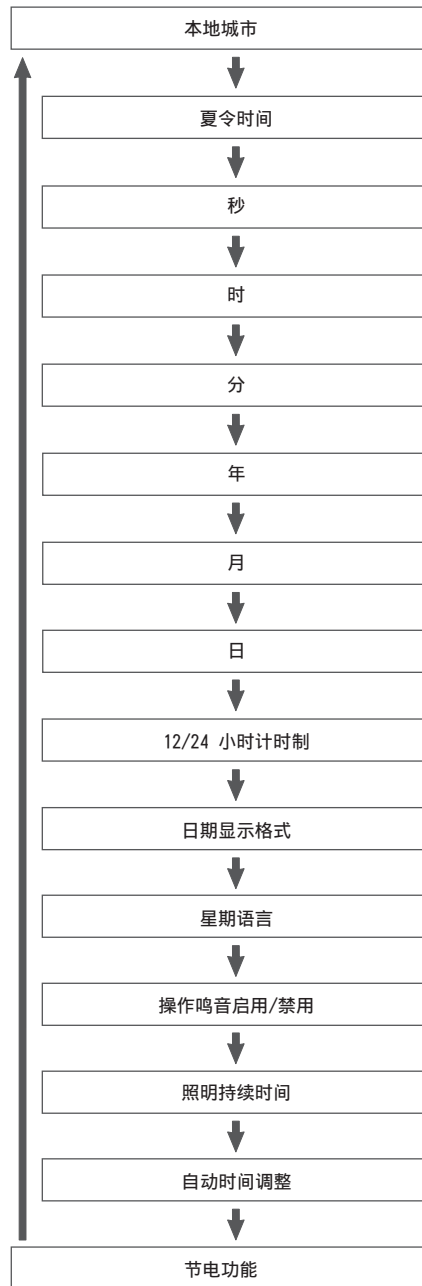 本地城市
夏令时间
秒
时
分
年
月
日
12/24 小时计时制
日期显示格式
星期语言
操作鸣音启用/禁用
照明持续时间
自动时间调整
节电功能